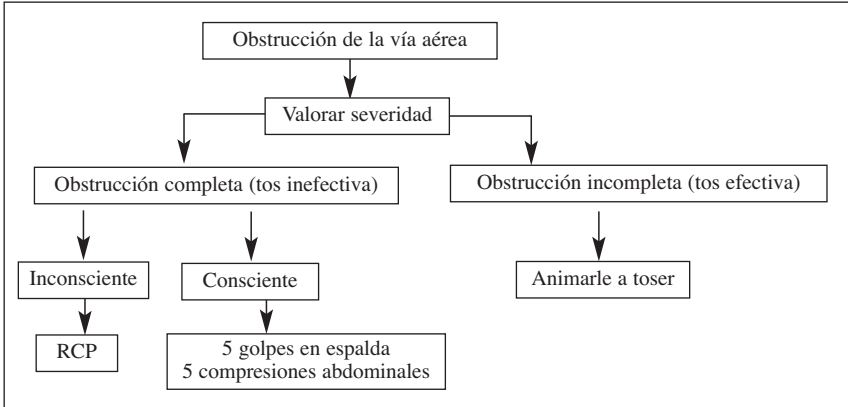 Obstrucción de la vía aérea
Valorar severidad
Obstrucción completa (tos inefectiva)
Obstrucción incompleta (tos efectiva)
Inconsciente
Consciente
Animarle a toser
RCP
5 golpes en espalda
5 compresiones abdominales